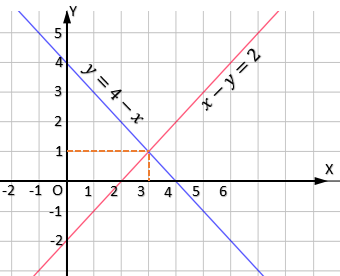 Y
5
4
3
2
1
-1
-2
y = 4 − x
x − y = 2
X
-2 -1 O 1 2 3 4 5 6